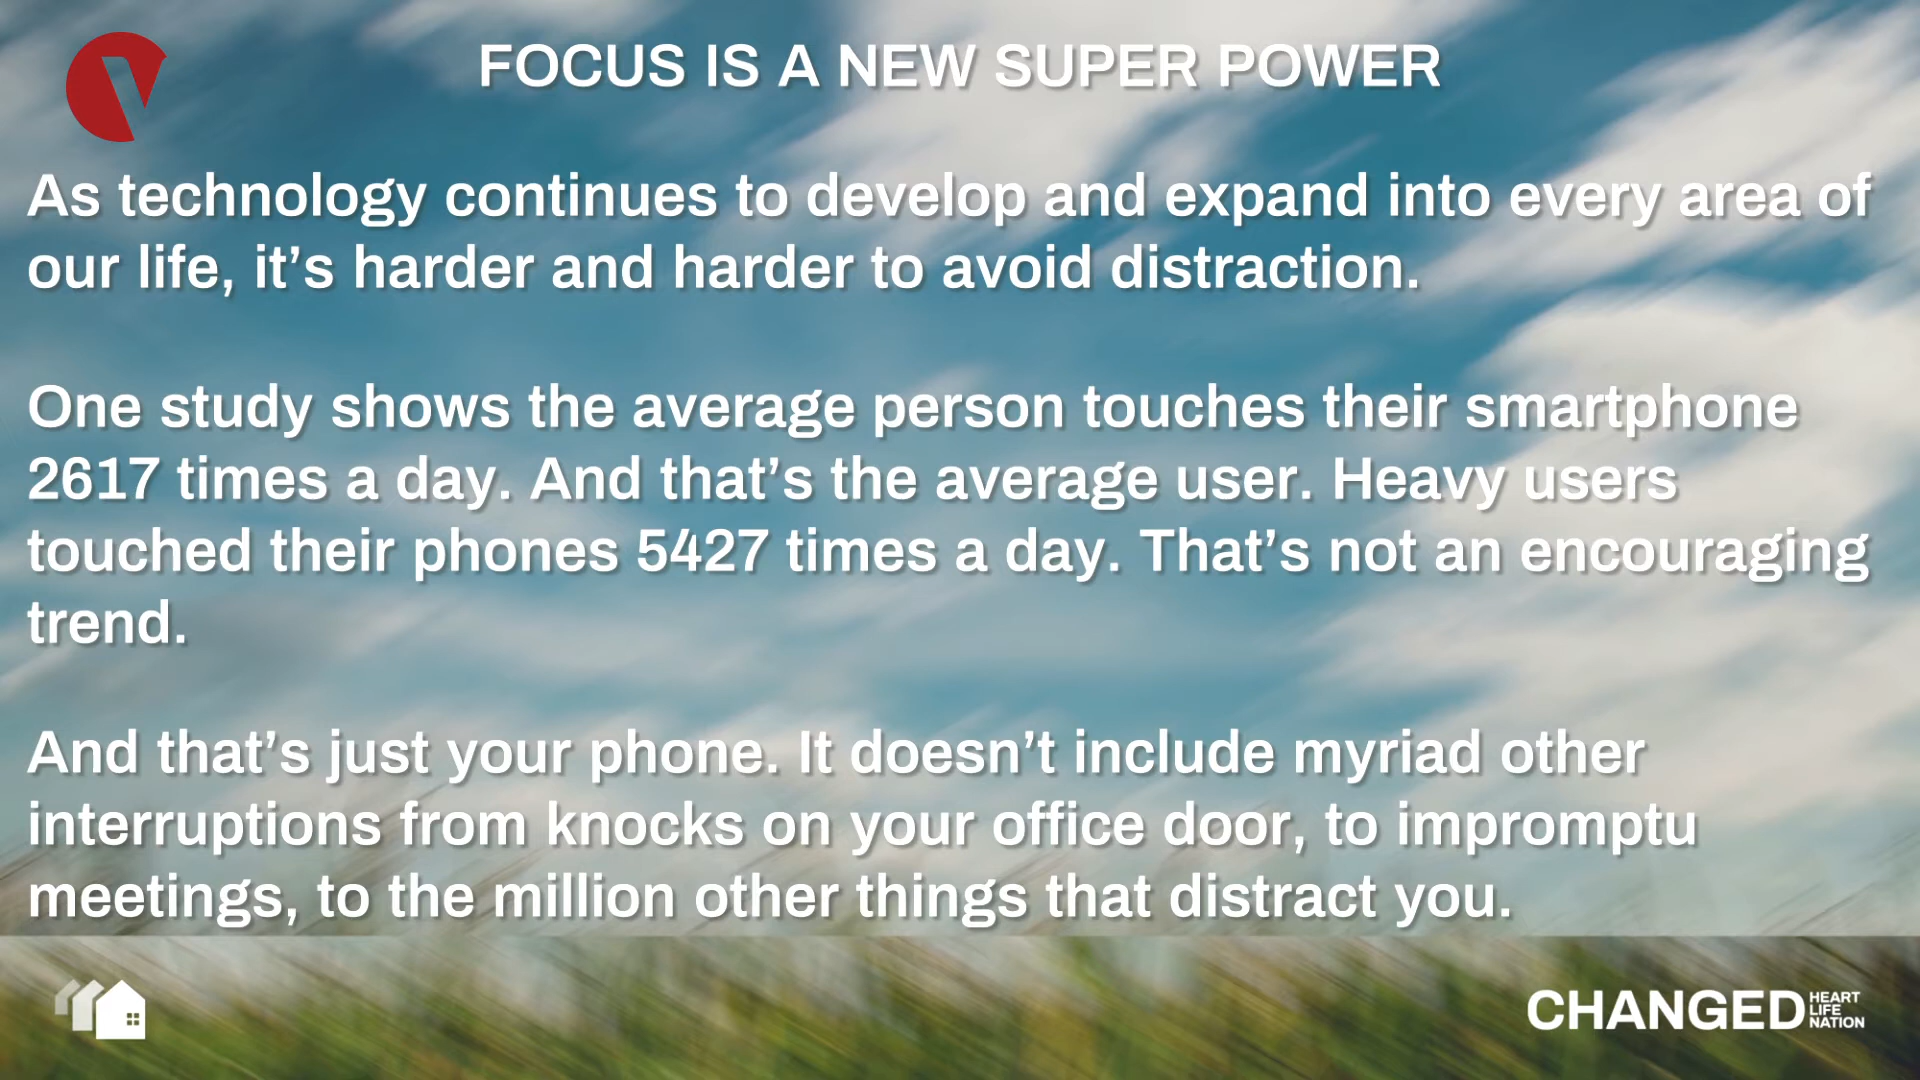 FOCUS IS A NEW SUPER POWER
As technology continues to develop and expand into every area of
our life, it’s harder and harder to avoid distraction.
One study shows the average person touches their smartphone
2617 times a day. And that’s the average user. Heavy users
touched their phones 5427 times a day. That’s not an encouraging
trend.
And that’s just your phone. It doesn’t include myriad other
interruptions from knocks on your office door, to impromptu
meetings, to the million other things that distract you.
CHANGED
HEART
LIFE
NATION